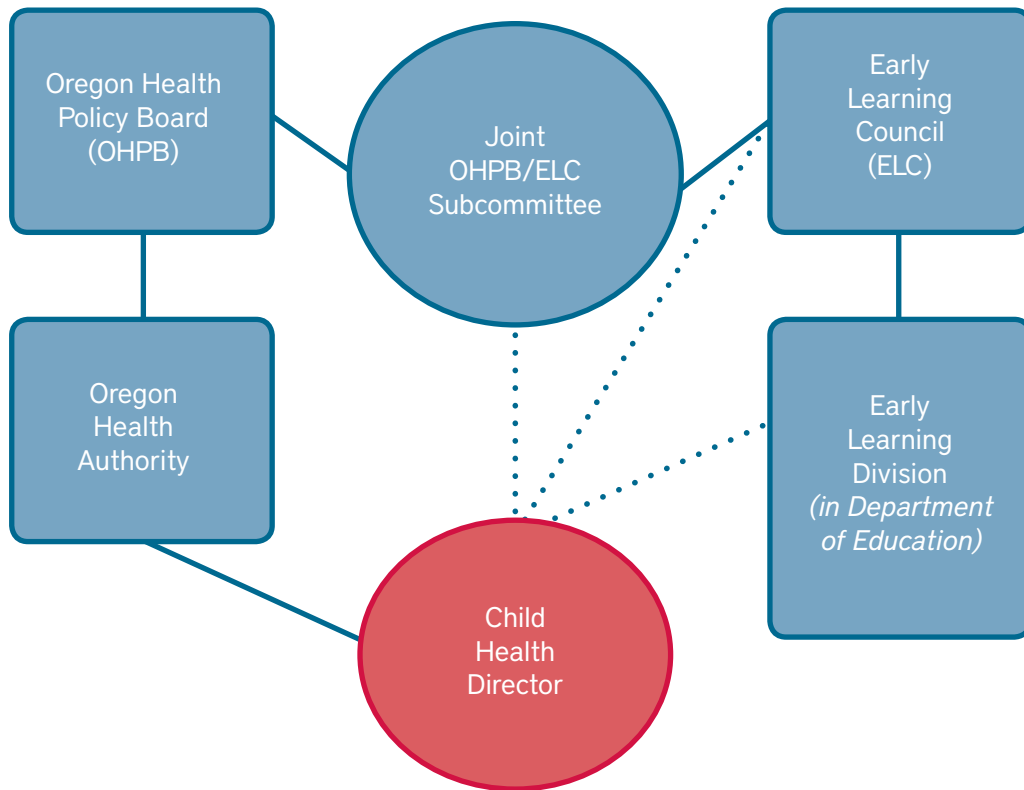 Oregon Health
Policy Board
(OHPB)
Joint
OHPB/ELC
Subcommittee
Early
Learning
Council
(ELC)
Oregon
Health
Authority
Early
Learning
Division
(in Department
of Education)
Child
Health
Director